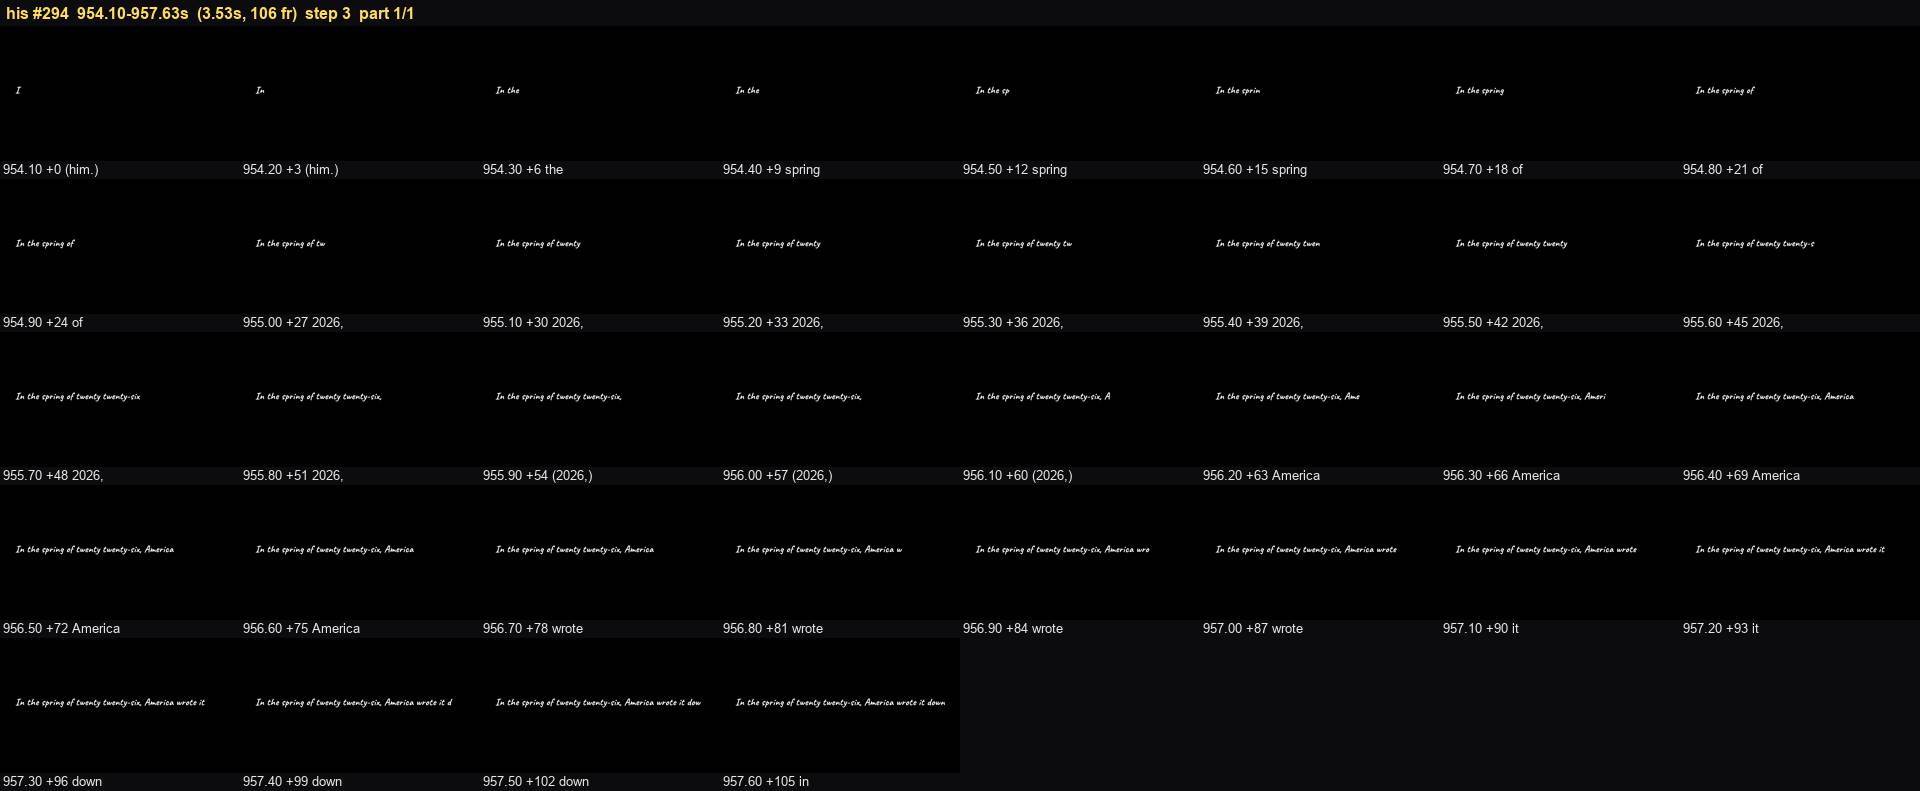 his #294 954.10-957.63s (3.53s, 106 fr) step 3 part 1/1
I
In
In the
In the
In the sp
In the sprin
In the spring
In the spring of
954.10 +0 (him.)
954.20 +3 (him.)
954.30 +6 the
954.40 +9 spring
954.50 +12 spring
954.60 +15 spring
954.70 +18 of
954.80 +21 of
In the spring of
In the spring of tw
In the spring of twenty
In the spring of twenty
In the spring of twenty tw
In the spring of twenty twen
In the spring of twenty twenty
In the spring of twenty twenty-s
954.90 +24 of
955.00 +27 2026,
955.10 +30 2026,
955.20 +33 2026,
955.30 +36 2026,
955.40 +39 2026,
955.50 +42 2026,
955.60 +45 2026,
In the spring of twenty twenty-six
In the spring of twenty twenty-six,
In the spring of twenty twenty-six,
In the spring of twenty twenty-six,
In the spring of twenty twenty-six, A
In the spring of twenty twenty-six, Ame
In the spring of twenty twenty-six, Ameri
In the spring of twenty twenty-six, America
955.70 +48 2026,
955.80 +51 2026,
955.90 +54 (2026,)
956.00 +57 (2026,)
956.10 +60 (2026,)
956.20 +63 America
956.30 +66 America
956.40 +69 America
In the spring of twenty twenty-six, America
In the spring of twenty twenty-six, America
In the spring of twenty twenty-six, America
In the spring of twenty twenty-six, America w
In the spring of twenty twenty-six, America wro
In the spring of twenty twenty-six, America wrote
In the spring of twenty twenty-six, America wrote
In the spring of twenty twenty-six, America wrote it
956.50 +72 America
956.60 +75 America
956.70 +78 wrote
956.80 +81 wrote
956.90 +84 wrote
957.00 +87 wrote
957.10 +90 it
957.20 +93 it
In the spring of twenty twenty-six, America wrote it
In the spring of twenty twenty-six, America wrote it d
In the spring of twenty twenty-six, America wrote it dow
In the spring of twenty twenty-six, America wrote it down
957.30 +96 down
957.40 +99 down
957.50 +102 down
957.60 +105 in